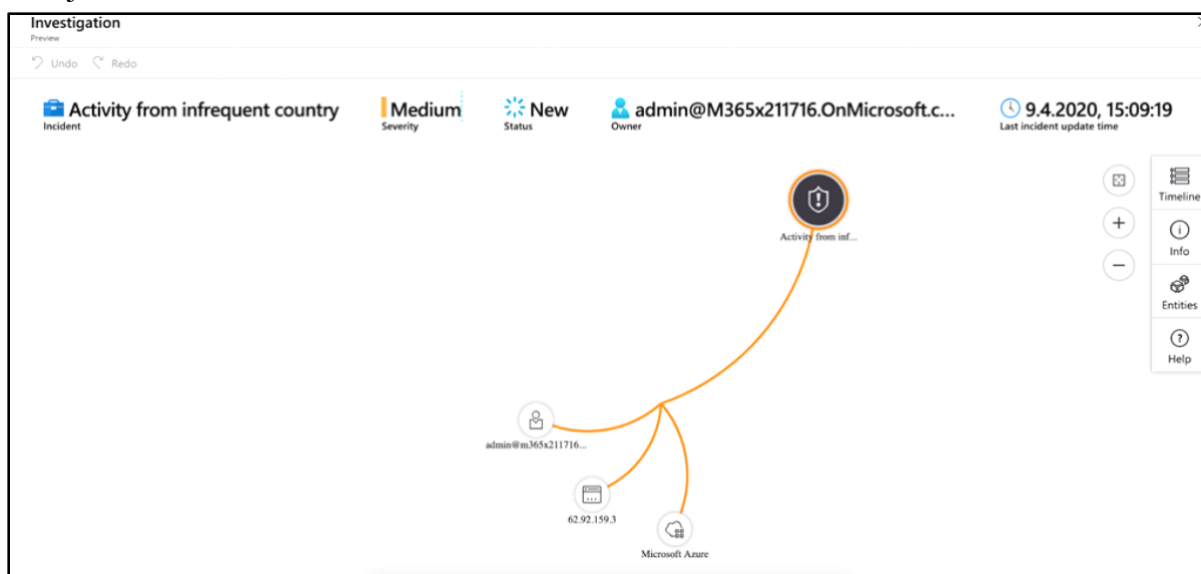 Investigation
Preview
Undo Redo
Activity from infrequent country
Incident
Medium
Severity
New
Status
admin@M365x211716.OnMicrosoft.c...
Owner
9.4.2020, 15:09:19
Last incident update time
Timeline
Info
Entities
Help
Activity from inf...
admin@m365x211716...
62.92.159.3
Microsoft Azure